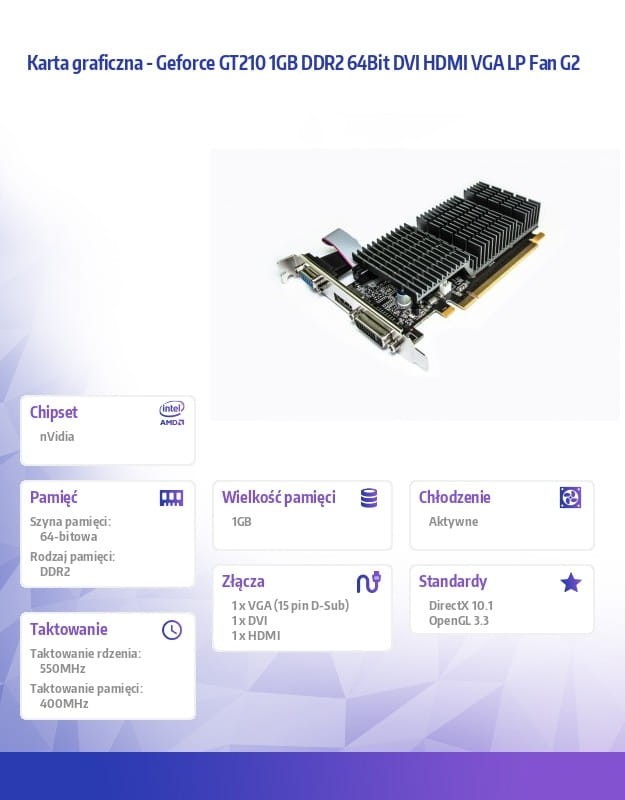 Karta graficzna - Geforce GT210 1GB DDR2 64Bit DVI HDMI VGA LP Fan G2
Chipset
intel
AMD
nVidia
Pamięć
Szyna pamięci:
64-bitowa
Rodzaj pamięci:
DDR2
Wielkość pamięci
1GB
Chłodzenie
Aktywne
Złącza
1 x VGA (15 pin D-Sub)
1 x DVI
1 x HDMI
Standardy
DirectX 10.1
OpenGL 3.3
Taktowanie
Taktowanie rdzenia:
550MHz
Taktowanie pamięci:
400MHz